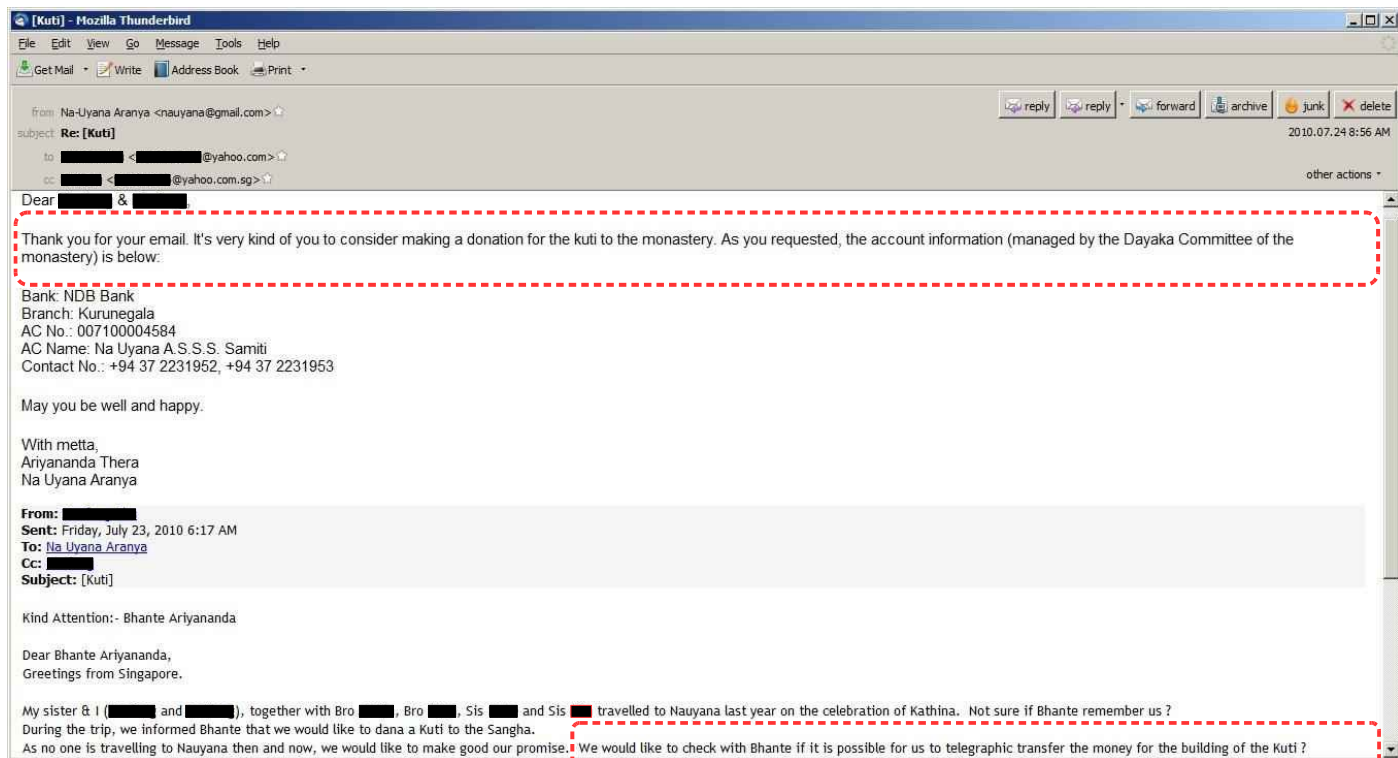 [Kuti] - Mozilla Thunderbird
File Edit View Go Message Tools Help
Get Mail Write Address Book Print
from Na-Uyana Aranya <nauyana@gmail.com>
reply reply forward archive junk delete
subject Re: [Kuti]
2010.07.24 8:56 AM
to < @yahoo.com>
cc < @yahoo.com.sg>
other actions
Dear & ,
Thank you for your email. It's very kind of you to consider making a donation for the kuti to the monastery. As you requested, the account information (managed by the Dayaka Committee of the
monastery) is below:
Bank: NDB Bank
Branch: Kurunegala
AC No.: 007100004584
AC Name: Na Uyana A.S.S.S. Samiti
Contact No.: +94 37 2231952, +94 37 2231953
May you be well and happy.
With metta,
Ariyananda Thera
Na Uyana Aranya
From:
Sent: Friday, July 23, 2010 6:17 AM
To: Na Uyana Aranya
Cc:
Subject: [Kuti]
Kind Attention:- Bhante Ariyananda
Dear Bhante Ariyananda,
Greetings from Singapore.
My sister & I ( and ), together with Bro , Bro , Sis and Sis travelled to Nauyana last year on the celebration of Kathina. Not sure if Bhante remember us ?
During the trip, we informed Bhante that we would like to dana a Kuti to the Sangha.
As no one is travelling to Nauyana then and now, we would like to make good our promise. We would like to check with Bhante if it is possible for us to telegraphic transfer the money for the building of the Kuti ?